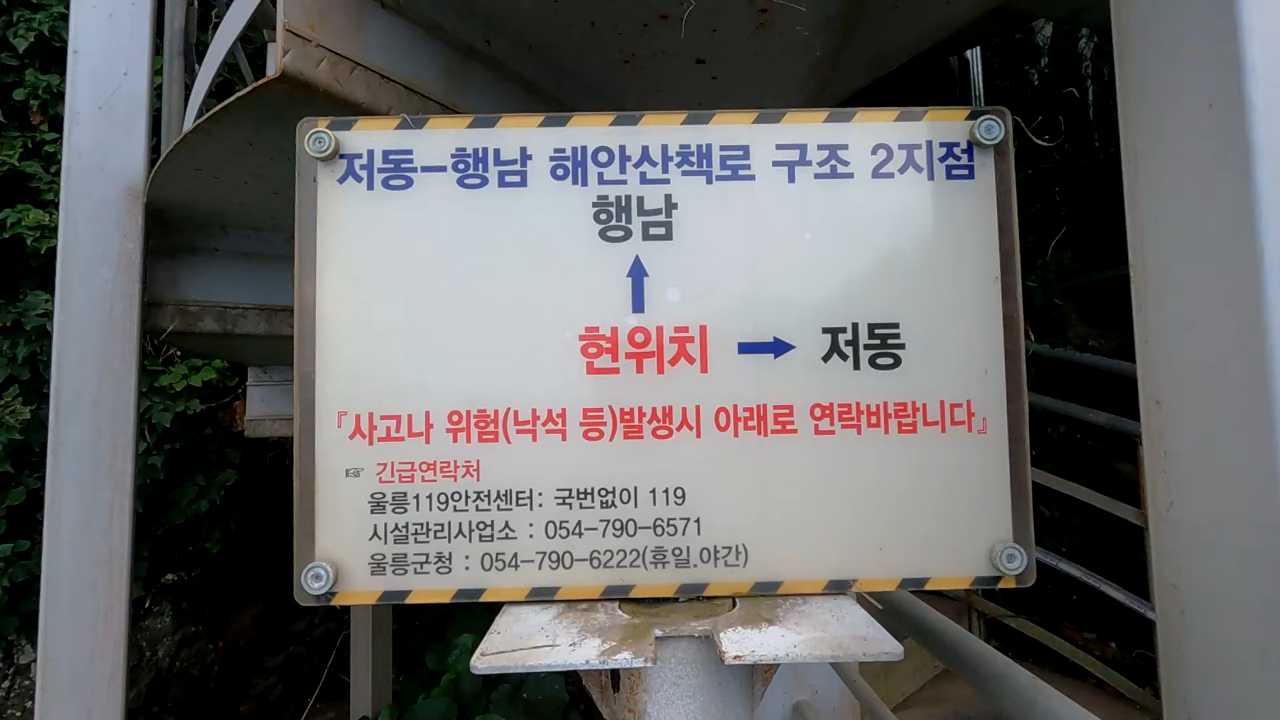 저동-행남 해안산책로 구조 2지점
행남
↑
현위치 → 저동
『사고나 위험(낙석 등)발생시 아래로 연락바랍니다』
☞ 긴급연락처
울릉119안전센터: 국번없이 119
시설관리사업소 : 054-790-6571
울릉군청 : 054-790-6222(휴일.야간)